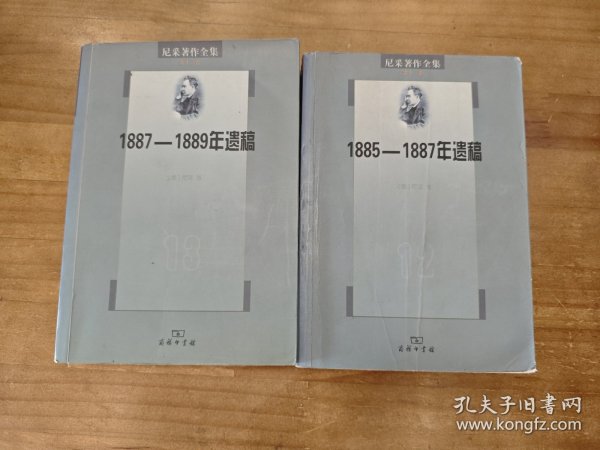 尼采著作全集
1887—1889年遗稿
13
商务印书馆
尼采著作全集
1885—1887年遗稿
12
商务印书馆
孔夫子旧书网
www.kongfz.com